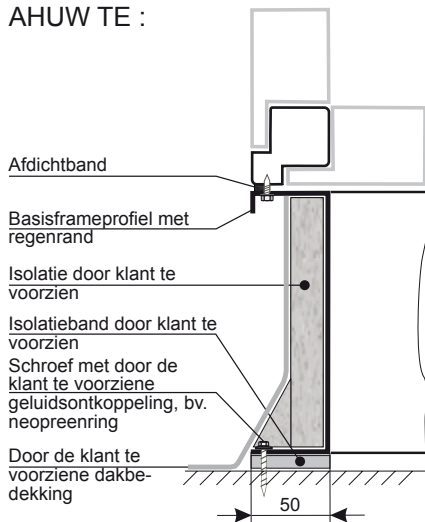 AHUW TE :
Afdichtband
Basisframeprofiel met
regenrand
Isolatie door klant te
voorzien
Isolatieband door klant te
voorzien
Schroef met door de
klant te voorziene
geluidsontkoppeling, bv.
neopreenring
Door de klant te
voorziene dakbe-
dekking
50